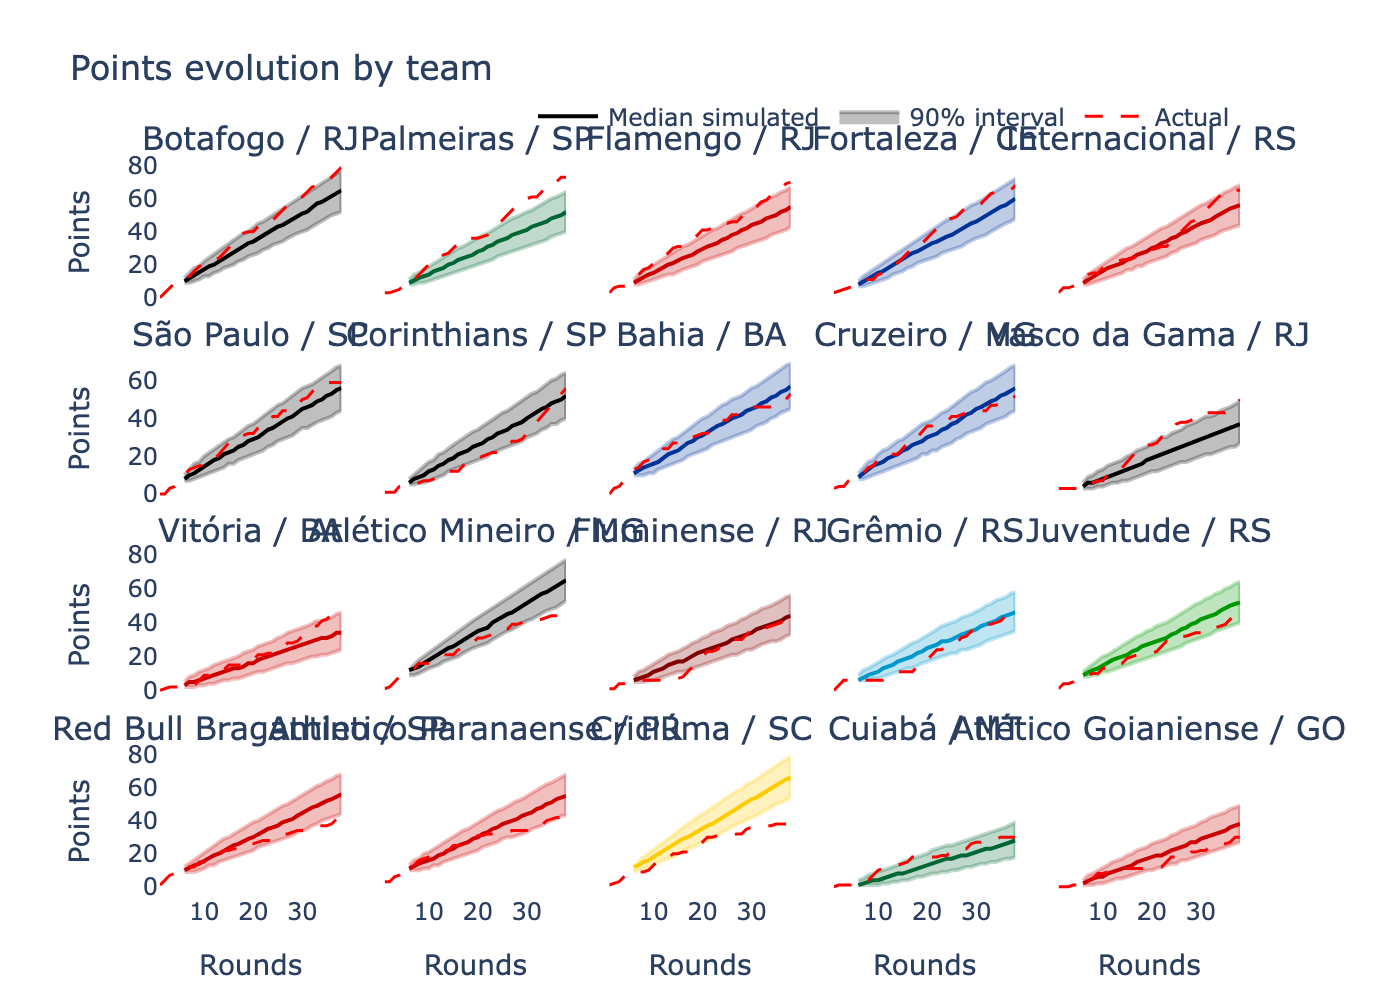 Points evolution by team
Median simulated 90% interval Actual
Botafogo / RJ Palmeiras / SP Flamengo / RJ Fortaleza / CE Internacional / RS
80
60
40
20
0
Points
São Paulo / SP Corinthians / SP Bahia / BA Cruzeiro / MG Vasco da Gama / RJ
60
40
20
0
Points
Vitória / BA Atlético Mineiro / MG Fluminense / RJ Grêmio / RS Juventude / RS
80
60
40
20
0
Points
Red Bull Bragantino / SP Athletico Paranaense / PR Criciúma / SC Cuiabá / MT Atlético Goianiense / GO
80
60
40
20
0
Points
10 20 30 10 20 30 10 20 30 10 20 30 10 20 30
Rounds Rounds Rounds Rounds Rounds